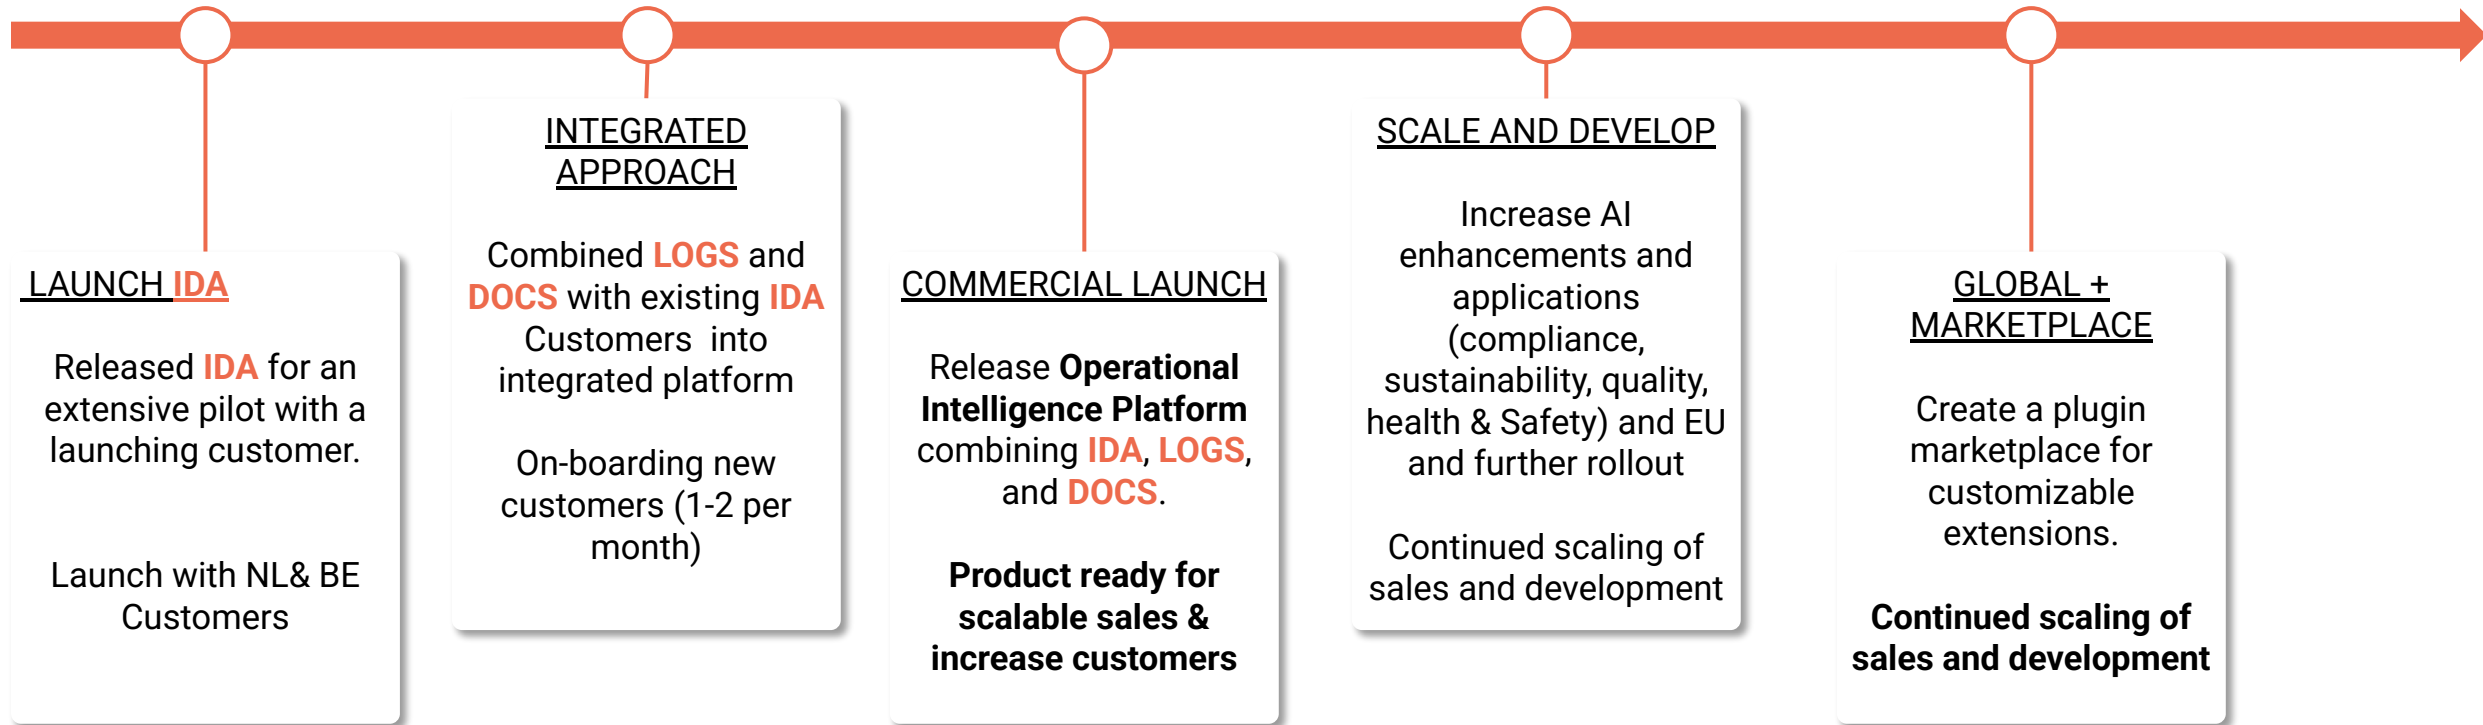 LAUNCH IDA
Released IDA for an
extensive pilot with a
launching customer.
Launch with NL& BE
Customers
INTEGRATED
APPROACH
Combined LOGS and
DOCS with existing IDA
Customers into
integrated platform
On-boarding new
customers (1-2 per
month)
COMMERCIAL LAUNCH
Release Operational
Intelligence Platform
combining IDA, LOGS,
and DOCS.
Product ready for
scalable sales &
increase customers
SCALE AND DEVELOP
Increase AI
enhancements and
applications
(compliance,
sustainability, quality,
health & Safety) and EU
and further rollout
Continued scaling of
sales and development
GLOBAL +
MARKETPLACE
Create a plugin
marketplace for
customizable
extensions.
Continued scaling of
sales and development